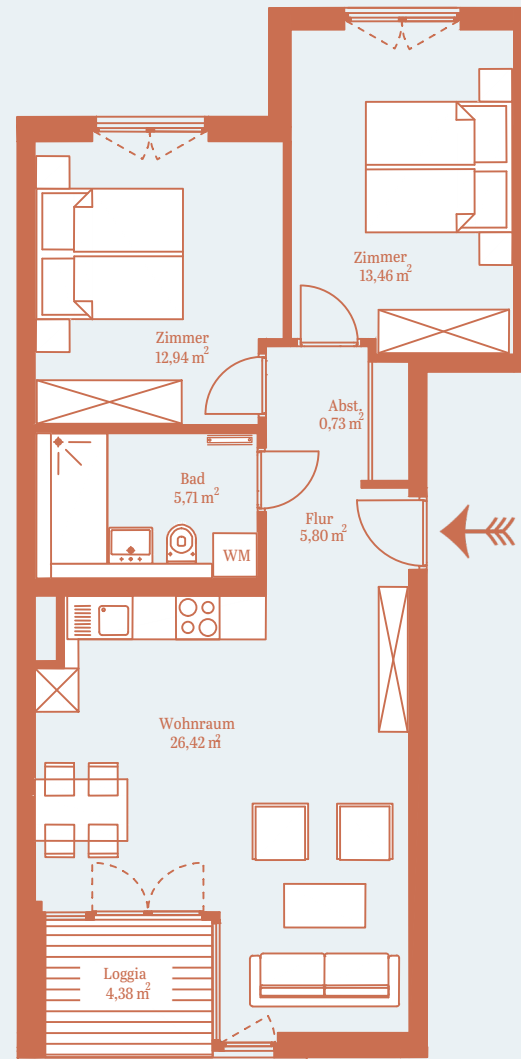 Zimmer
13,46 m²
Zimmer
12,94 m²
Abst.
0,73 m²
Bad
5,71 m²
Flur
5,80 m²
WM
Wohnraum
26,42 m²
Loggia
4,38 m²